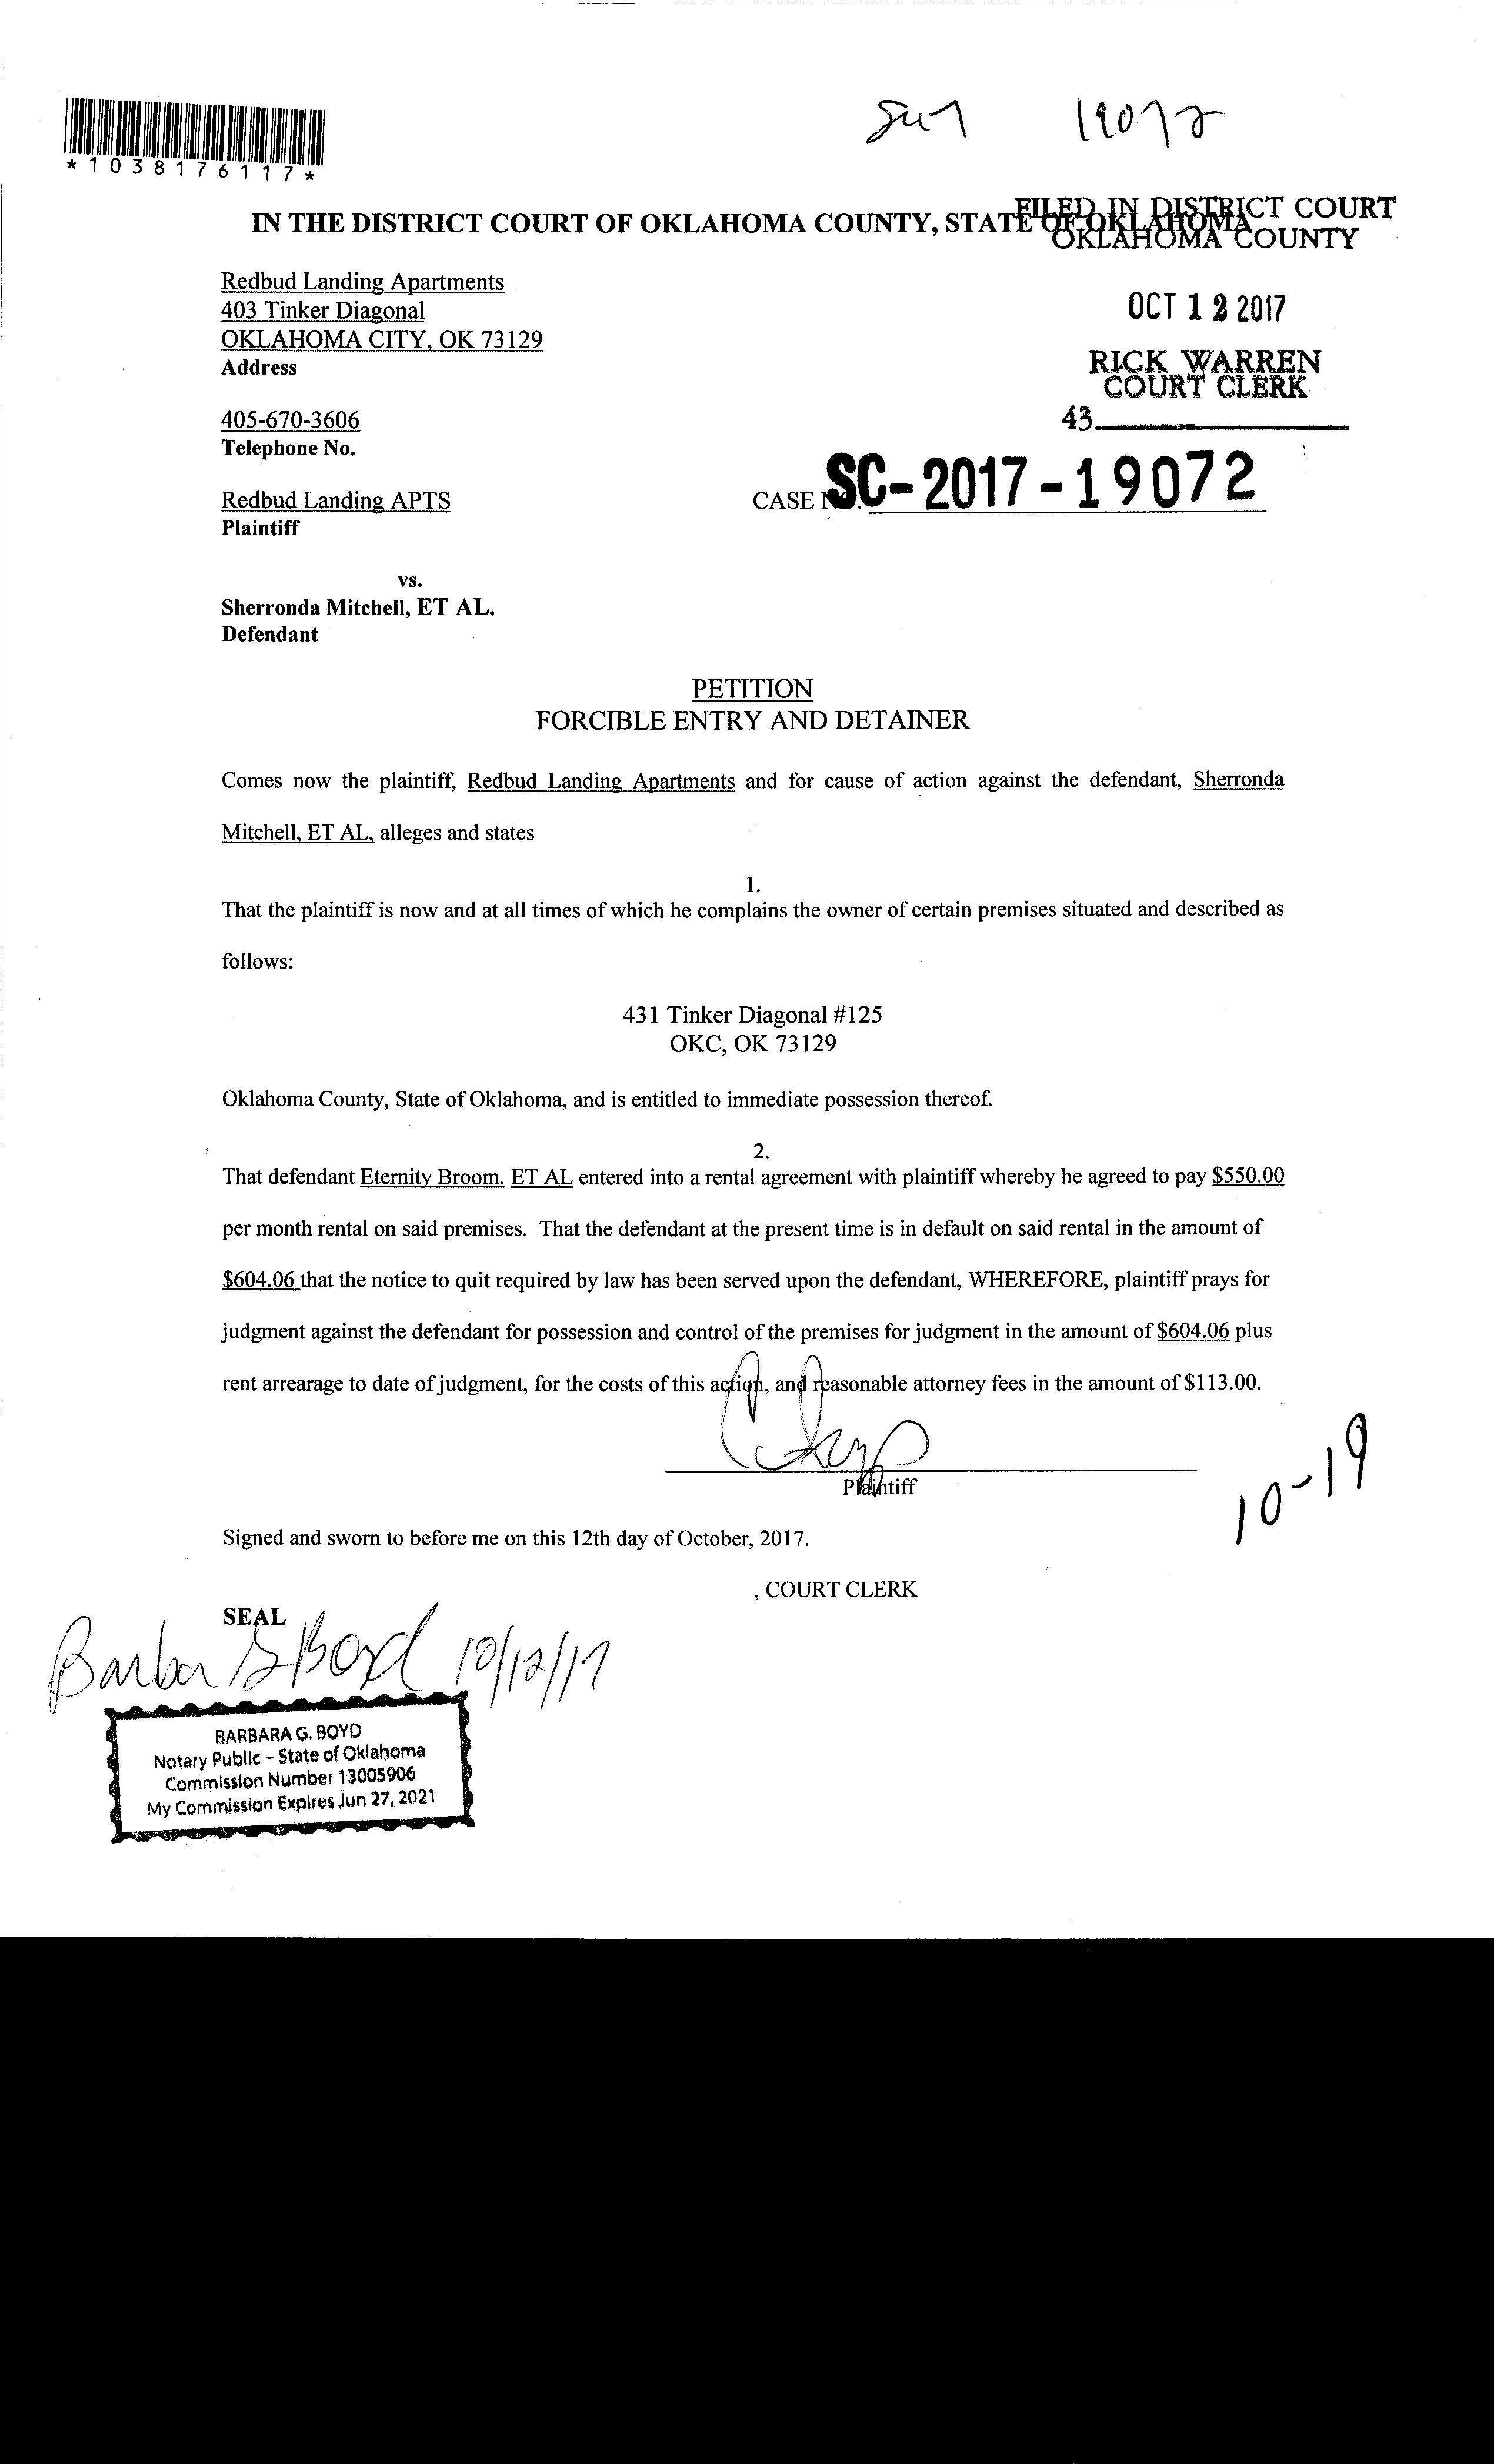 19072
*1038176117*
IN THE DISTRICT COURT OF OKLAHOMA COUNTY, STATE OF OKLAHOMA
FILED IN DISTRICT COURT
OKLAHOMA COUNTY
Redbud Landing Apartments
403 Tinker Diagonal
OKLAHOMA CITY, OK 73129
Address
OCT 12 2017
RICK WARREN
COURT CLERK
43
405-670-3606
Telephone No.
CASE NO. SC-2017-19072
Redbud Landing APTS
Plaintiff
vs.
Sherronda Mitchell, ET AL.
Defendant
PETITION
FORCIBLE ENTRY AND DETAINER
Comes now the plaintiff, Redbud Landing Apartments and for cause of action against the defendant, Sherronda
Mitchell, ET AL, alleges and states
1.
That the plaintiff is now and at all times of which he complains the owner of certain premises situated and described as
follows:
431 Tinker Diagonal #125
OKC, OK 73129
Oklahoma County, State of Oklahoma, and is entitled to immediate possession thereof.
2.
That defendant Eternity Broom. ET AL entered into a rental agreement with plaintiff whereby he agreed to pay $550.00
per month rental on said premises. That the defendant at the present time is in default on said rental in the amount of
$604.06 that the notice to quit required by law has been served upon the defendant, WHEREFORE, plaintiff prays for
judgment against the defendant for possession and control of the premises for judgment in the amount of $604.06 plus
rent arrearage to date of judgment, for the costs of this action, and reasonable attorney fees in the amount of $113.00.
Plaintiff
10-19
Signed and sworn to before me on this 12th day of October, 2017.
, COURT CLERK
SEAL
Barbara G Boyd 10/12/17
BARBARA G. BOYD
Notary Public - State of Oklahoma
Commission Number 13005906
My Commission Expires Jun 27, 2021